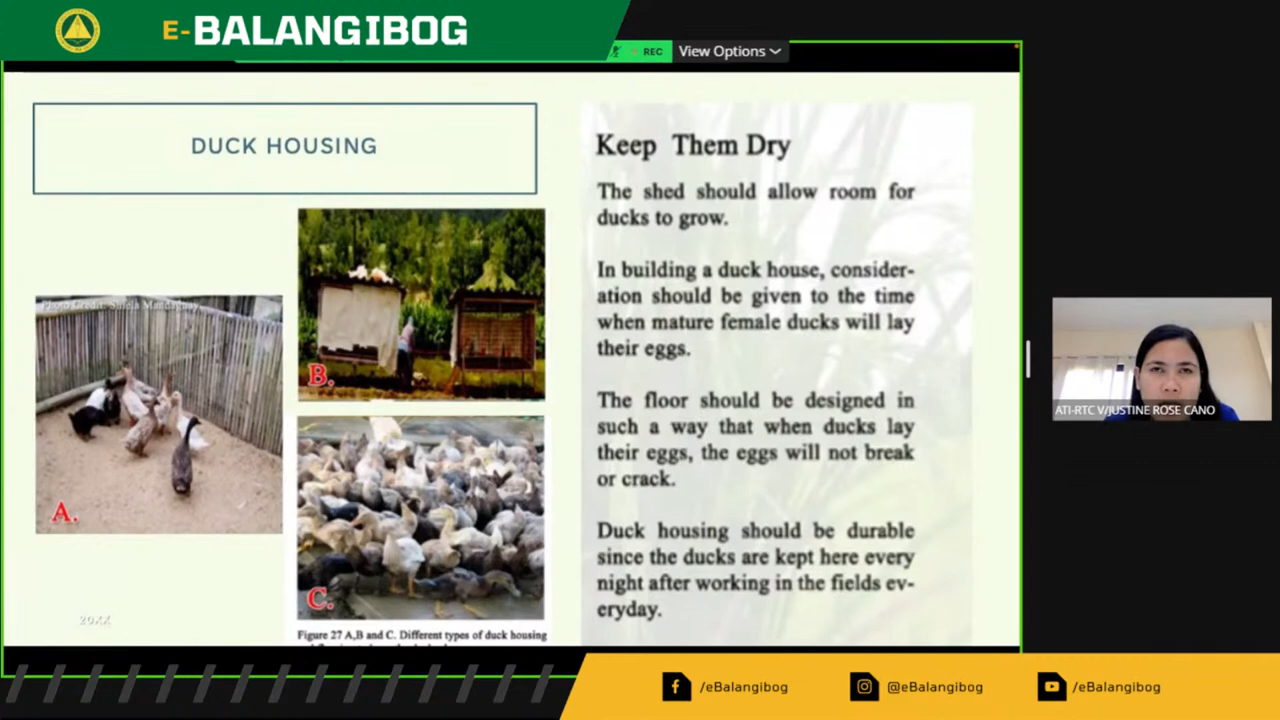 E-BALANGIBOG
REC
View Options
DUCK HOUSING
Photo Credit: Shiela Mandagnay
A.
B.
C.
20XX
Figure 27 A,B and C. Different types of duck housing
Keep Them Dry
The shed should allow room for
ducks to grow.
In building a duck house, consider-
ation should be given to the time
when mature female ducks will lay
their eggs.
The floor should be designed in
such a way that when ducks lay
their eggs, the eggs will not break
or crack.
Duck housing should be durable
since the ducks are kept here every
night after working in the fields ev-
eryday.
ATI-RTC V/JUSTINE ROSE CANO
/eBalangibog
@eBalangibog
/eBalangibog